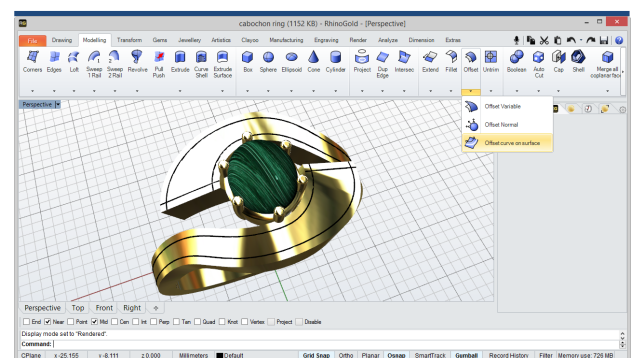 cabochon ring (1152 KB) - RhinoGold - [Perspective]
File Drawing Modelling Transform Gems Jewellery Artistics Clayoo Manufacturing Engraving Render Analyze Dimension Extras
Corners Edges Loft Sweep 1 Rail Sweep 2 Rail Revolve Pull Push Extrude Curve Shell Extrude Surface Box Sphere Ellipsoid Cone Cylinder Project Dup Edge Intersec Extend Fillet Offset Untrim Boolean Auto Cut Cap Shell Merge all coplanar face
Perspective
Offset Variable
Offset Normal
Offset curve on surface
Perspective Top Front Right
End Near Point Mid Cen Int Perp Tan Quad Knot Vertex Project Disable
Display mode set to "Rendered".
Command:
CPlane x -25.155 y -8.111 z 0.000 Millimeters Default Grid Snap Ortho Planar Osnap SmartTrack Gumball Record History Filter Memory use: 726 MB